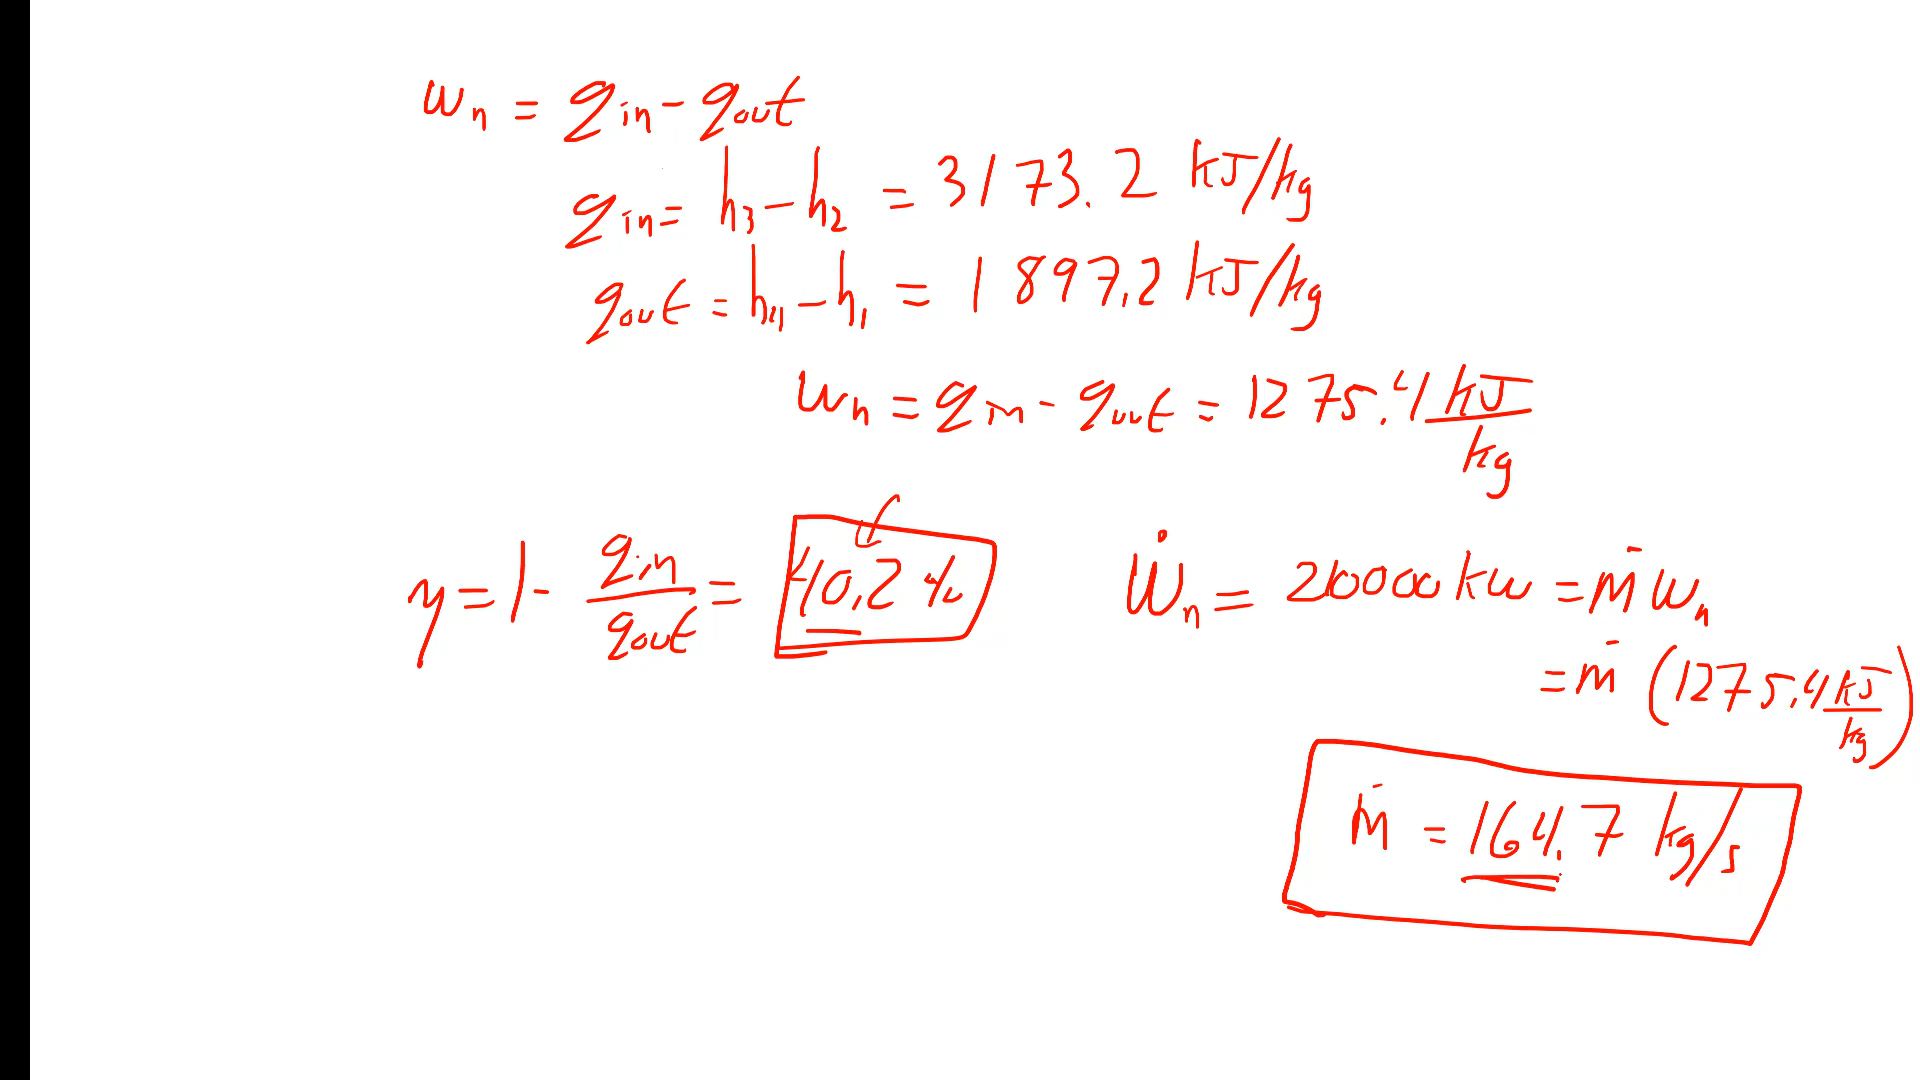 wn = qin - qout
qin = h3 - h2 = 3173.2 kJ/kg
qout = h4 - h1 = 1897.2 kJ/kg
wn = qin - qout = 1275.4 kJ/kg
η = 1 - qin/qout = 40.2 %
Ẇn = 210000 kW = ṁ wn
= ṁ (1275.4 kJ/kg)
ṁ = 164.7 kg/s